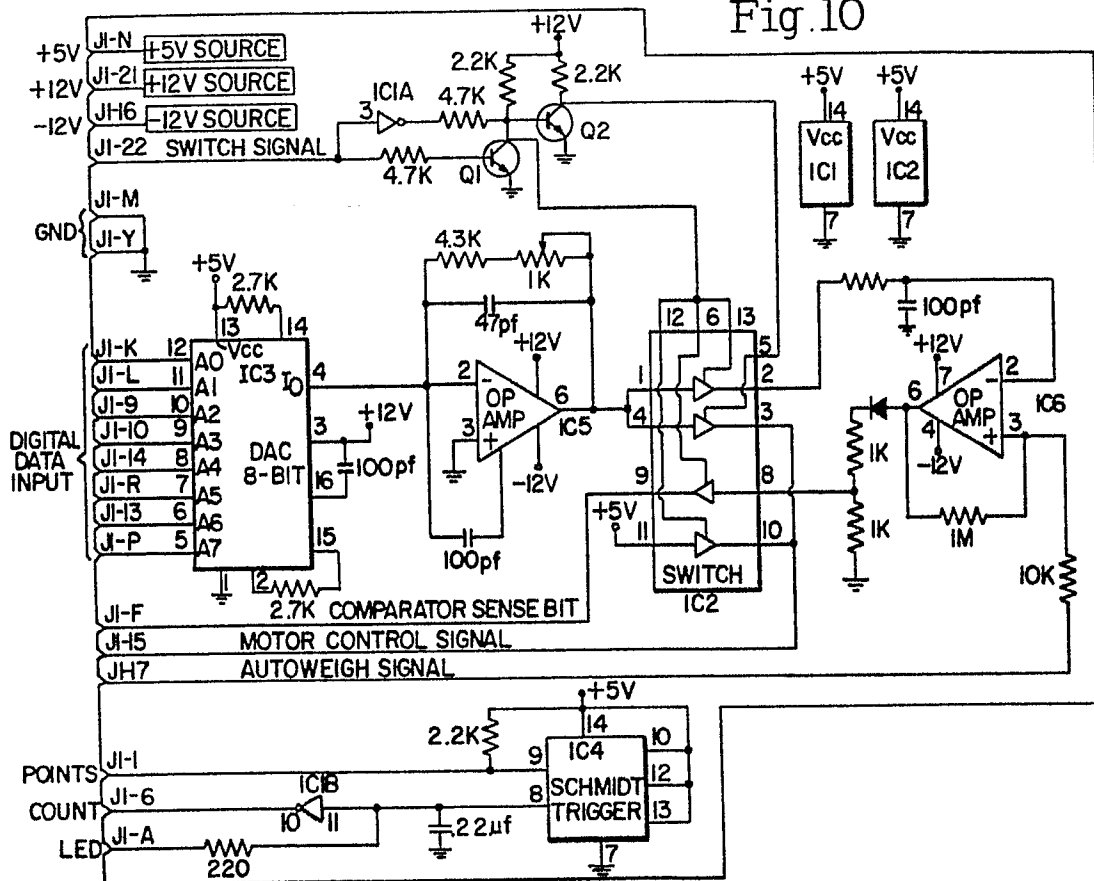 Fig.10
+5V J1-N +5V SOURCE
+12V J1-21 +12V SOURCE
-12V J1-16 -12V SOURCE
J1-22 SWITCH SIGNAL
J1-M
GND
J1-Y
+12V
2.2K
2.2K
IC1A
3
4.7K
4.7K
Q1
Q2
+5V
14
Vcc
IC1
7
+5V
14
Vcc
IC2
7
+5V
2.7K
13
14
Vcc
IC3
IO
4
DAC
8-BIT
3
+12V
100pf
16
15
1
2
2.7K
DIGITAL
DATA
INPUT
J1-K 12 A0
J1-L 11 A1
J1-9 10 A2
J1-10 9 A3
J1-14 8 A4
J1-R 7 A5
J1-13 6 A6
J1-P 5 A7
4.3K
1K
47pf
+12V
2
-
OP
AMP
6
3
+
IC5
-12V
100pf
12 6 13
5
1
2
4
3
9
8
+5V
11
10
SWITCH
IC2
100pf
+12V
7
2
-
OP
AMP
6
IC6
3
+
4
-12V
1K
1K
1M
10K
J1-F COMPARATOR SENSE BIT
J1-15 MOTOR CONTROL SIGNAL
J1-17 AUTOWEIGH SIGNAL
+5V
14
2.2K
IC4
10
9
SCHMIDT
12
8
TRIGGER
13
7
POINTS J1-1
COUNT J1-6
IC1B
10
11
.22µf
LED J1-A
220